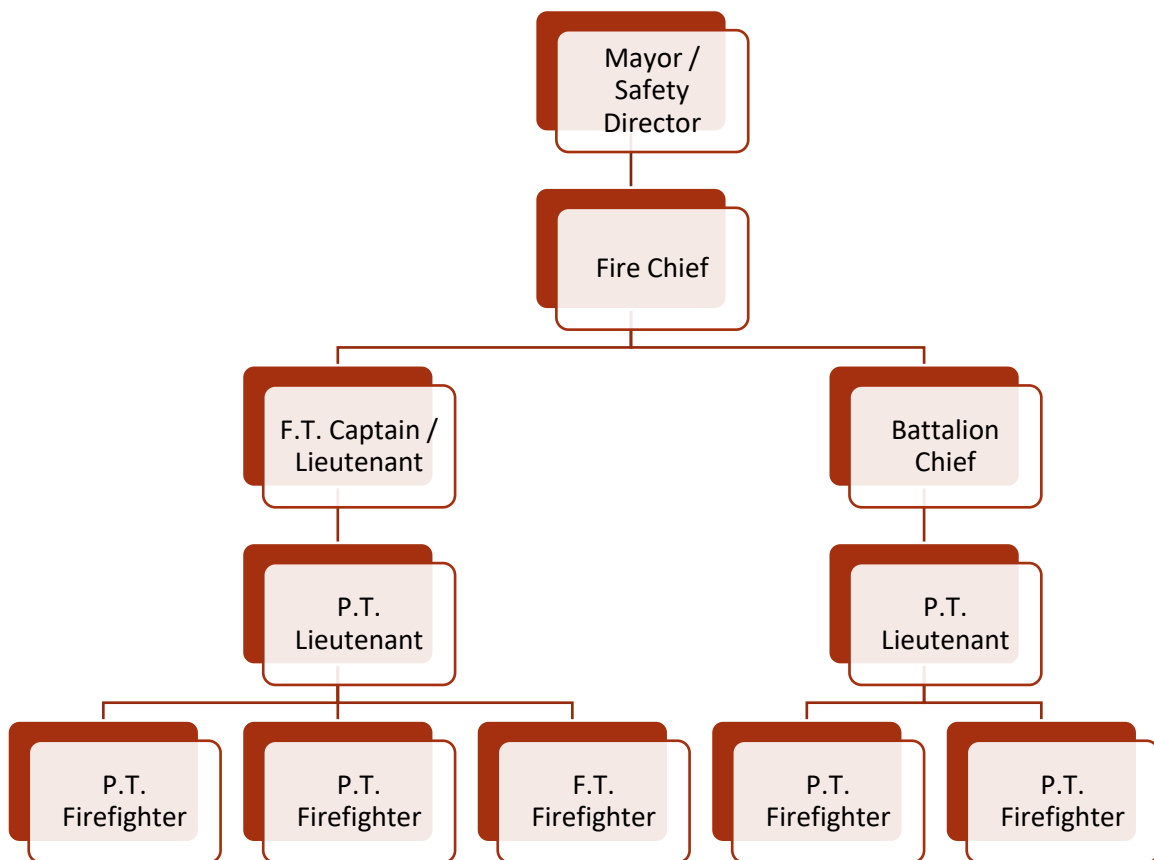 Mayor /
Safety
Director
Fire Chief
F.T. Captain /
Lieutenant
Battalion
Chief
P.T.
Lieutenant
P.T.
Lieutenant
P.T.
Firefighter
P.T.
Firefighter
F.T.
Firefighter
P.T.
Firefighter
P.T.
Firefighter